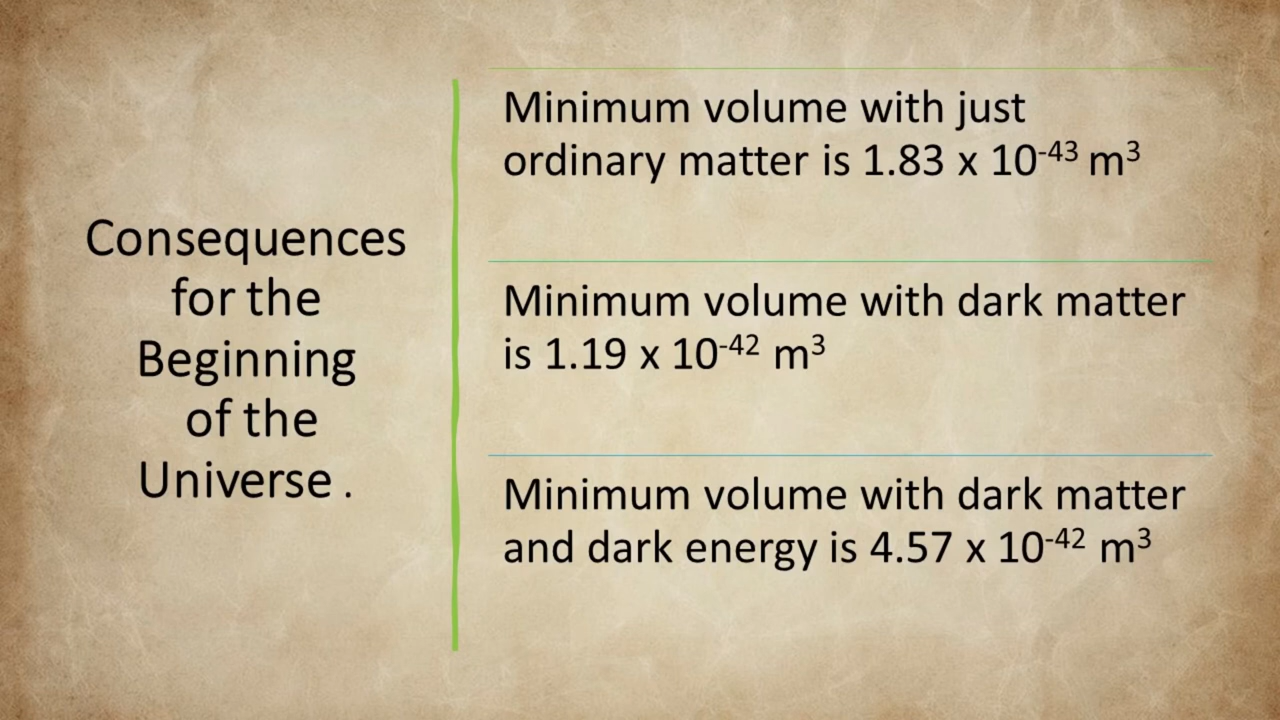 Consequences
for the
Beginning
of the
Universe .
Minimum volume with just
ordinary matter is 1.83 x 10⁻⁴³ m³
Minimum volume with dark matter
is 1.19 x 10⁻⁴² m³
Minimum volume with dark matter
and dark energy is 4.57 x 10⁻⁴² m³